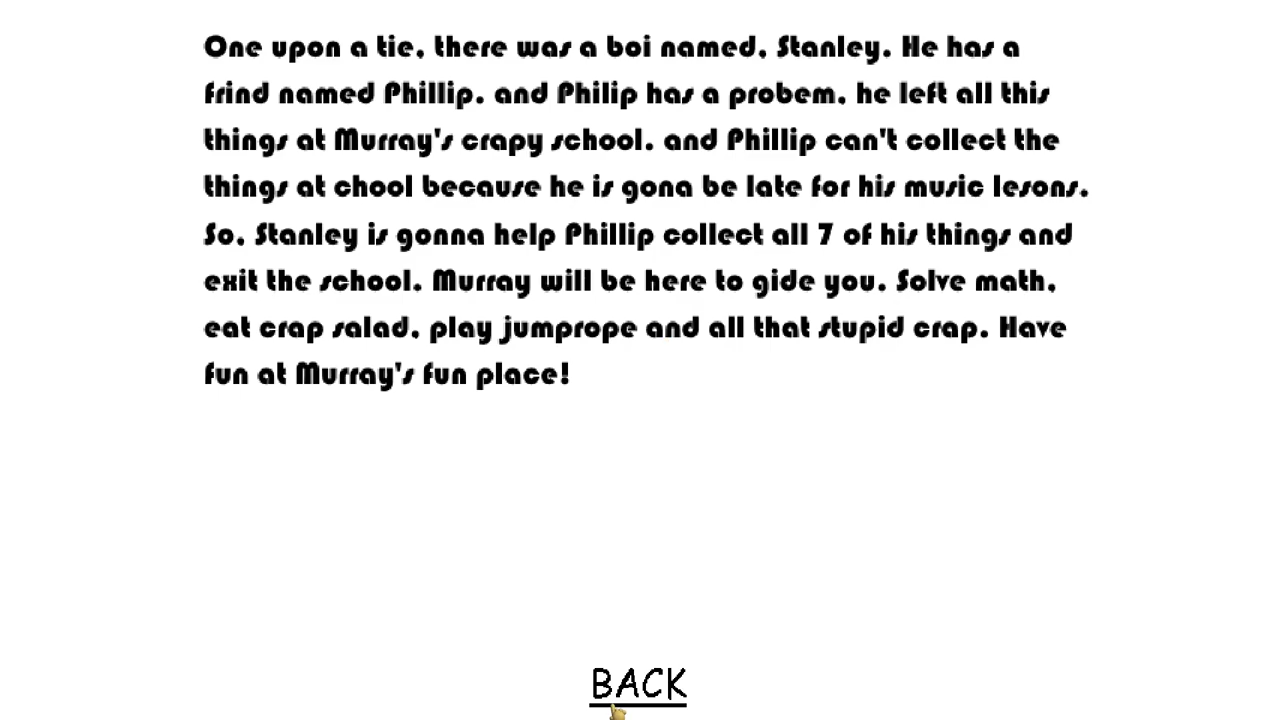 One upon a tie, there was a boi named, Stanley. He has a
frind named Phillip. and Philip has a probem, he left all this
things at Murray's crapy school. and Phillip can't collect the
things at chool because he is gona be late for his music lesons.
So, Stanley is gonna help Phillip collect all 7 of his things and
exit the school. Murray will be here to gide you. Solve math,
eat crap salad, play jumprope and all that stupid crap. Have
fun at Murray's fun place!
BACK